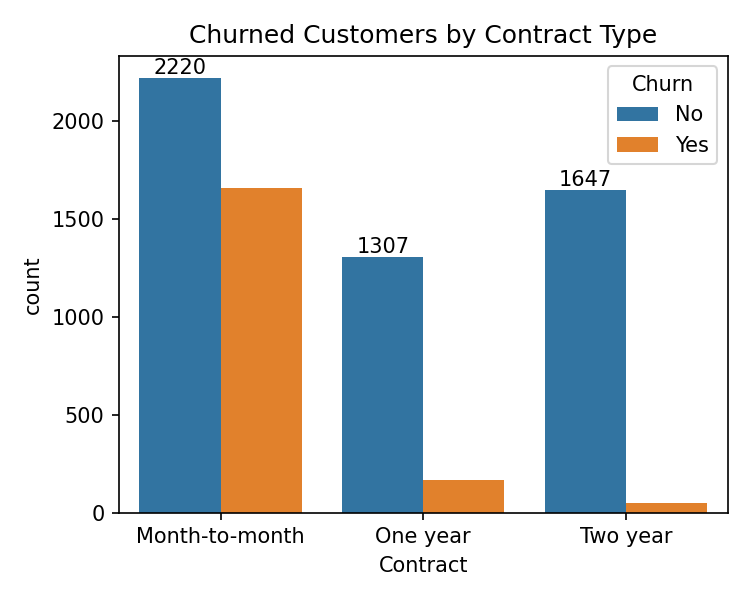 Churned Customers by Contract Type
2220
1307
1647
Churn
No
Yes
count
2000
1500
1000
500
0
Month-to-month One year Two year
Contract